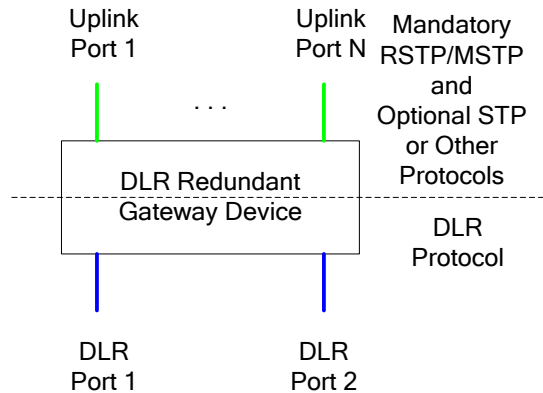 Uplink
Port 1
Uplink
Port N
Mandatory
RSTP/MSTP
and
Optional STP
or Other
Protocols
. . .
DLR Redundant
Gateway Device
DLR
Protocol
DLR
Port 1
DLR
Port 2